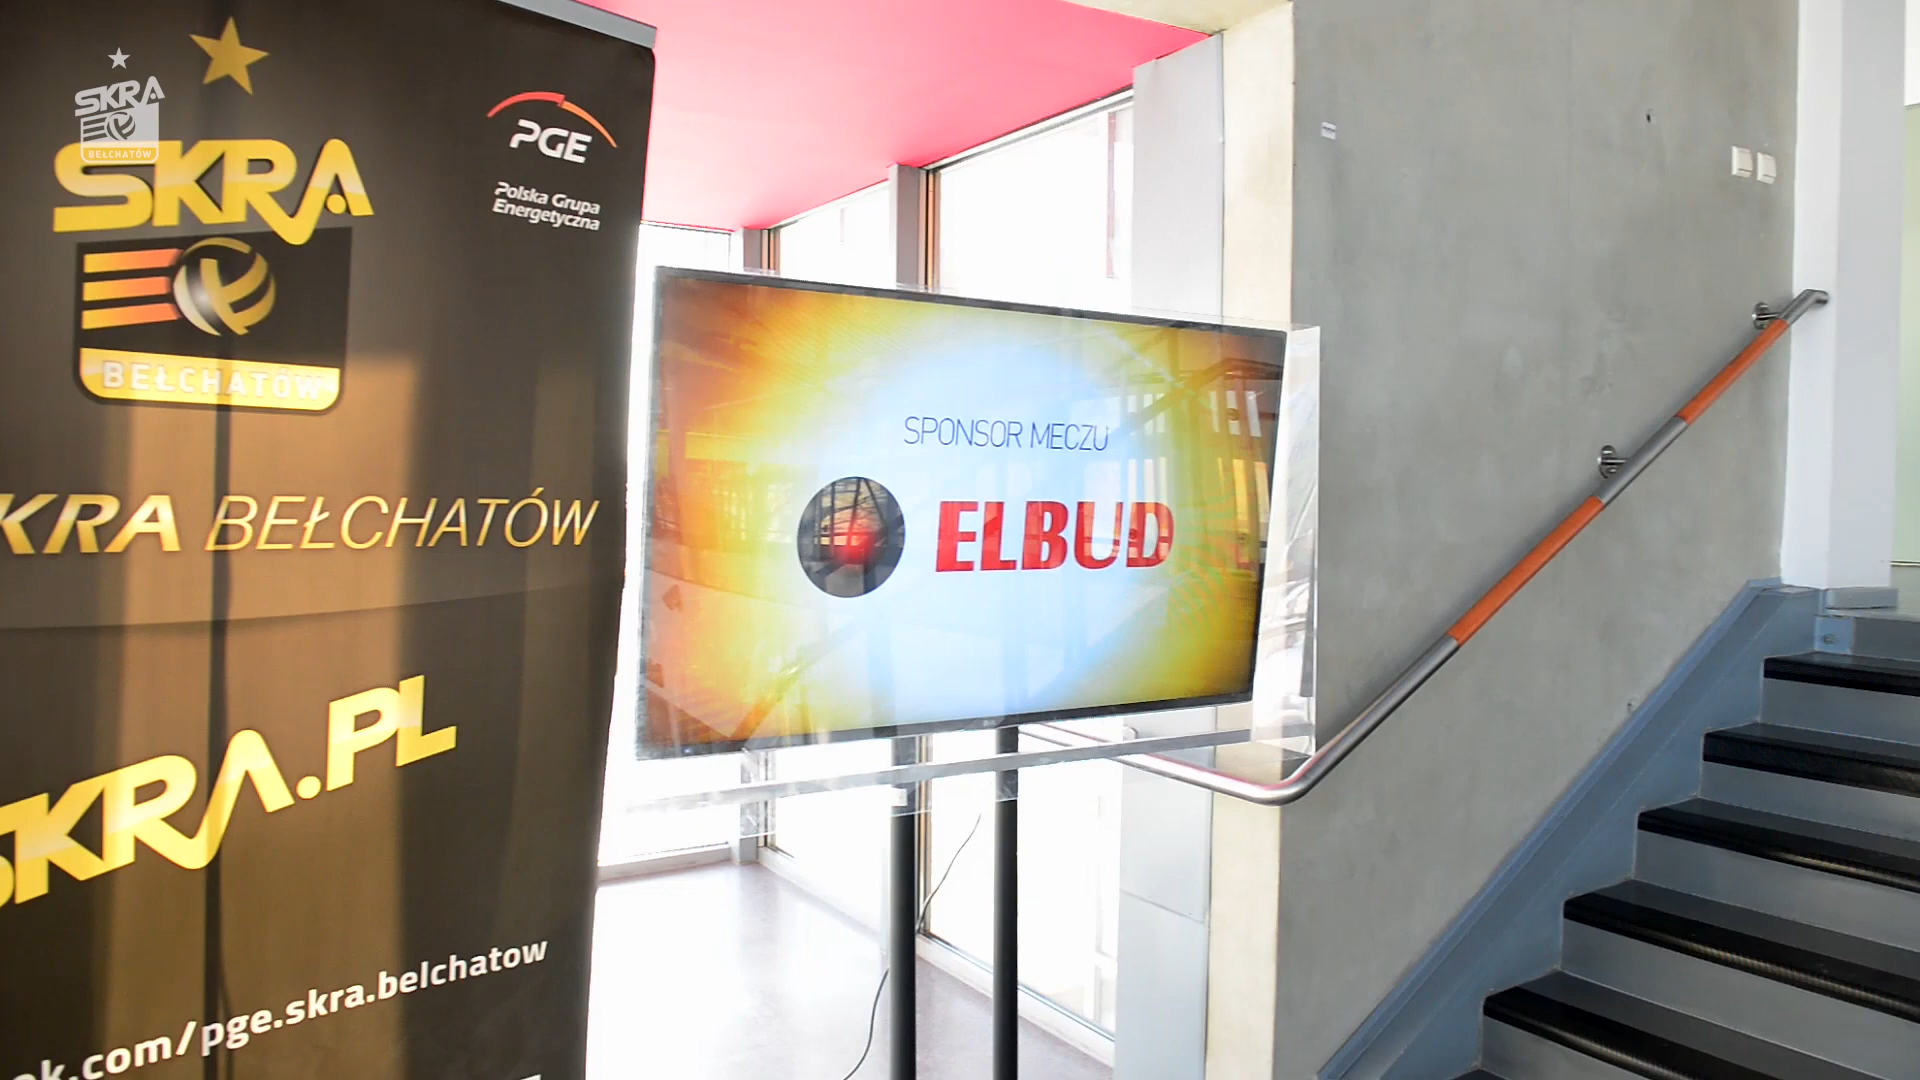 SKRA
BEŁCHATÓW
SKRA
BEŁCHATÓW
PGE
Polska Grupa
Energetyczna
KRA BEŁCHATÓW
SKRA.PL
ok.com/pge.skra.belchatow
SPONSOR MECZU
ELBUD